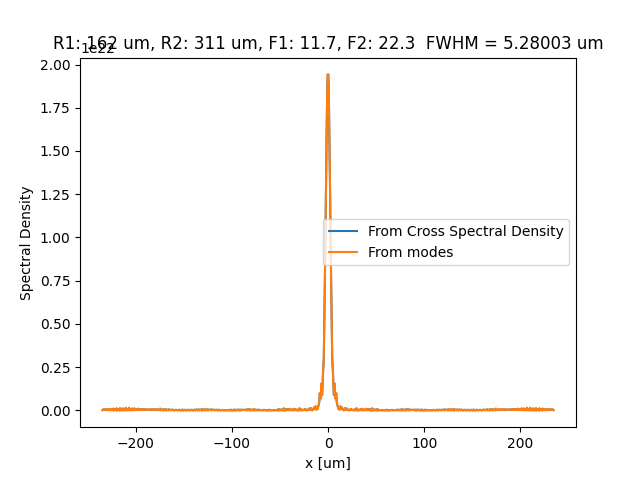 R1: 162 um, R2: 311 um, F1: 11.7, F2: 22.3  FWHM = 5.28003 um
1e22
2.00
1.75
1.50
1.25
1.00
0.75
0.50
0.25
0.00
Spectral Density
From Cross Spectral Density
From modes
−200
−100
0
100
200
x [um]